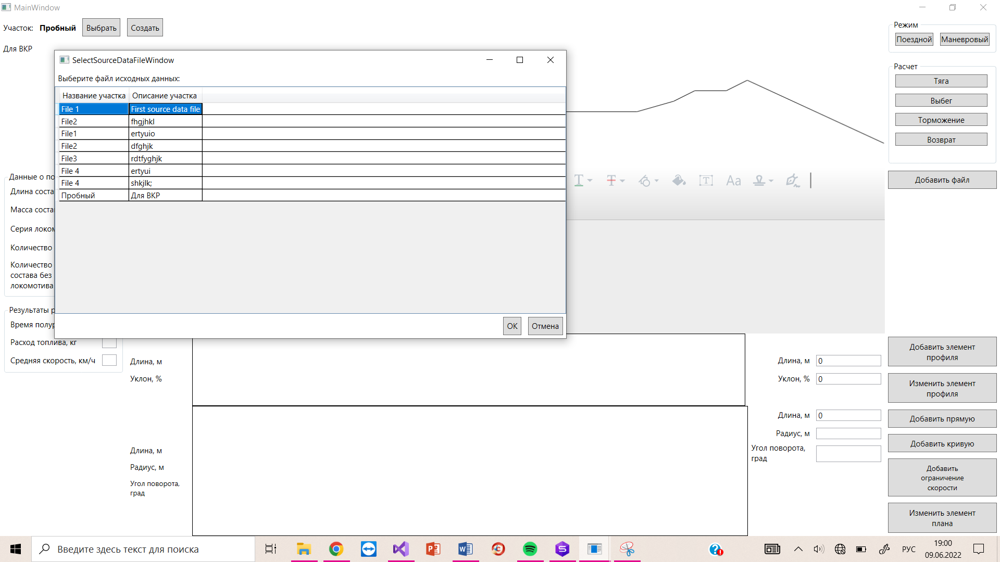 MainWindow
Участок: Пробный Выбрать Создать
Для ВКР
SelectSourceDataFileWindow
Выберите файл исходных данных:
Название участка Описание участка
File 1 First source data file
File2 fhgjhkl
File1 ertyuio
File2 dfghjk
File3 rdtfyghjk
File 4 ertyui
File 4 shkjlk;
Пробный Для ВКР
OK Отмена
Режим
Поездной Маневровый
Расчет
Тяга
Выбег
Торможение
Возврат
Добавить файл
T T T Aa
Данные о по
Длина соста
Масса соста
Серия локом
Количество
Количество
состава без
локомотива
Результаты р
Время полур
Расход топлива, кг
Средняя скорость, км/ч
Длина, м
Уклон, %
Длина, м
Радиус, м
Угол поворота,
град
Длина, м 0
Уклон, % 0
Длина, м 0
Радиус, м
Угол поворота,
град
Добавить элемент
профиля
Изменить элемент
профиля
Добавить прямую
Добавить кривую
Добавить
ограничение
скорости
Изменить элемент
плана
Введите здесь текст для поиска
РУС
19:00
09.06.2022